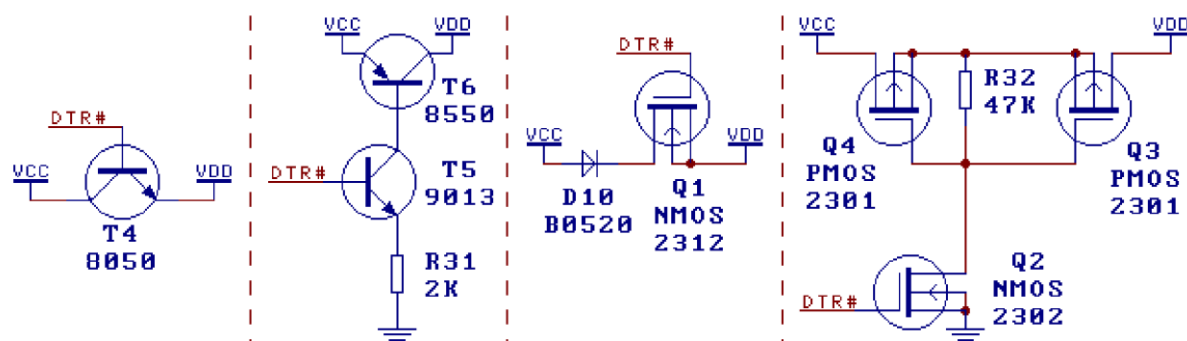 DTR#
VCC
VDD
T4
8050
VCC
VDD
T6
8550
DTR#
T5
9013
R31
2K
DTR#
VCC
VDD
D10
B0520
Q1
NMOS
2312
VCC
VDD
R32
47K
Q4
PMOS
2301
Q3
PMOS
2301
DTR#
Q2
NMOS
2302